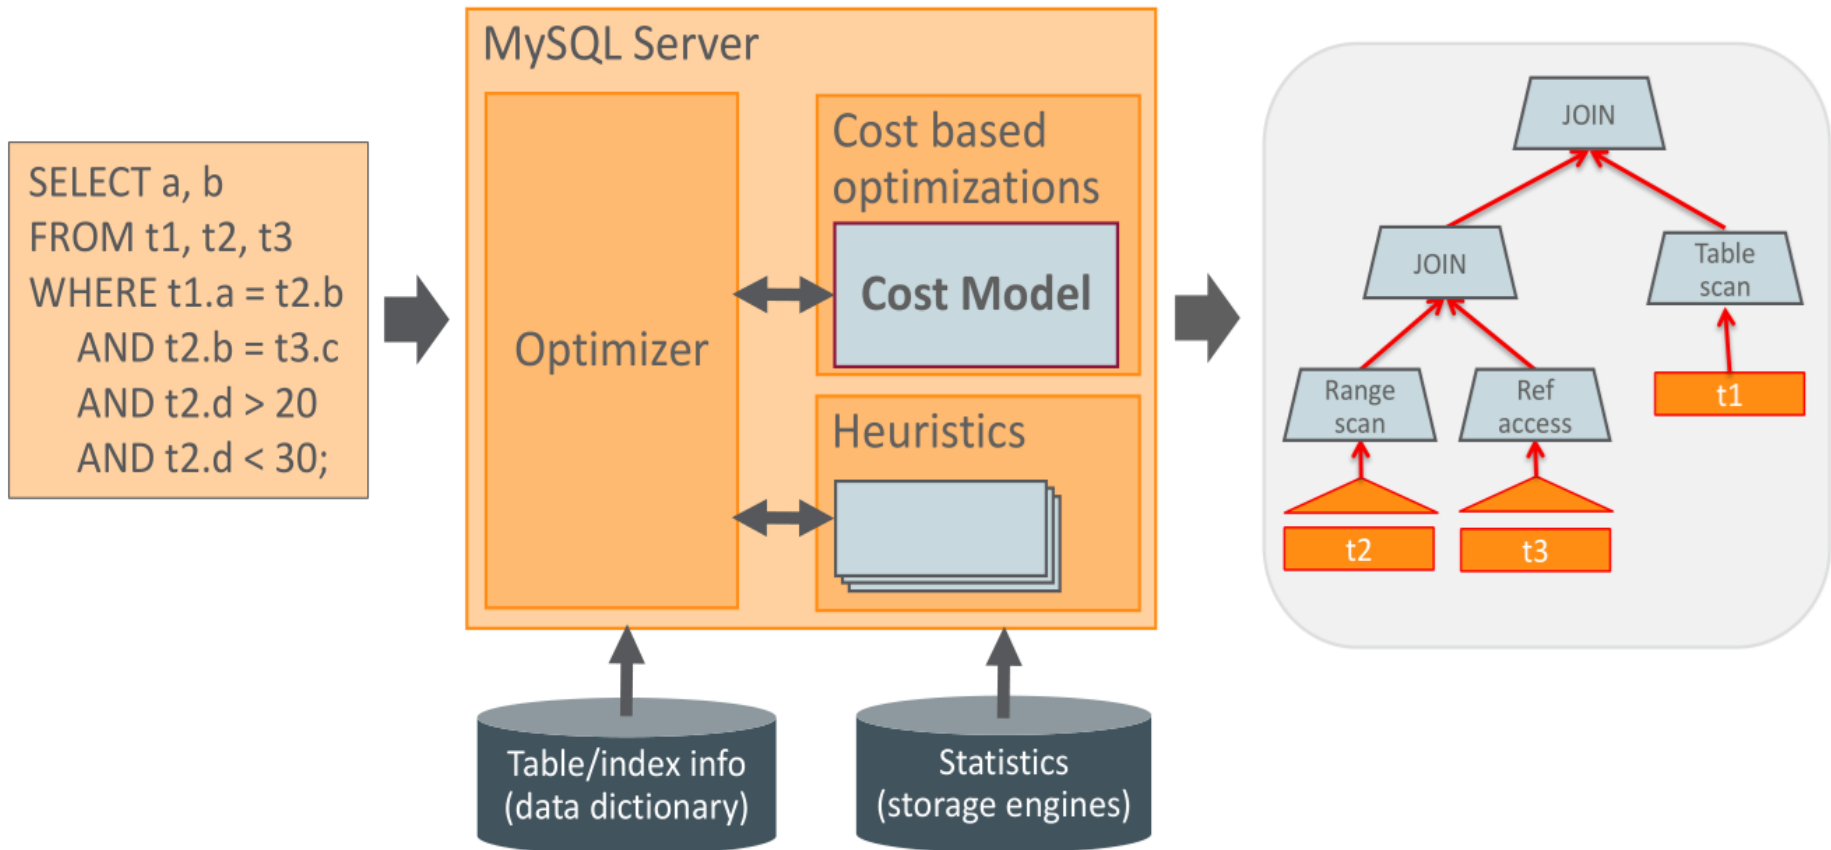 SELECT a, b
FROM t1, t2, t3
WHERE t1.a = t2.b
AND t2.b = t3.c
AND t2.d > 20
AND t2.d < 30;
MySQL Server
Optimizer
Cost based
optimizations
Cost Model
Heuristics
Table/index info
(data dictionary)
Statistics
(storage engines)
JOIN
JOIN
Table
scan
Range
scan
Ref
access
t1
t2
t3